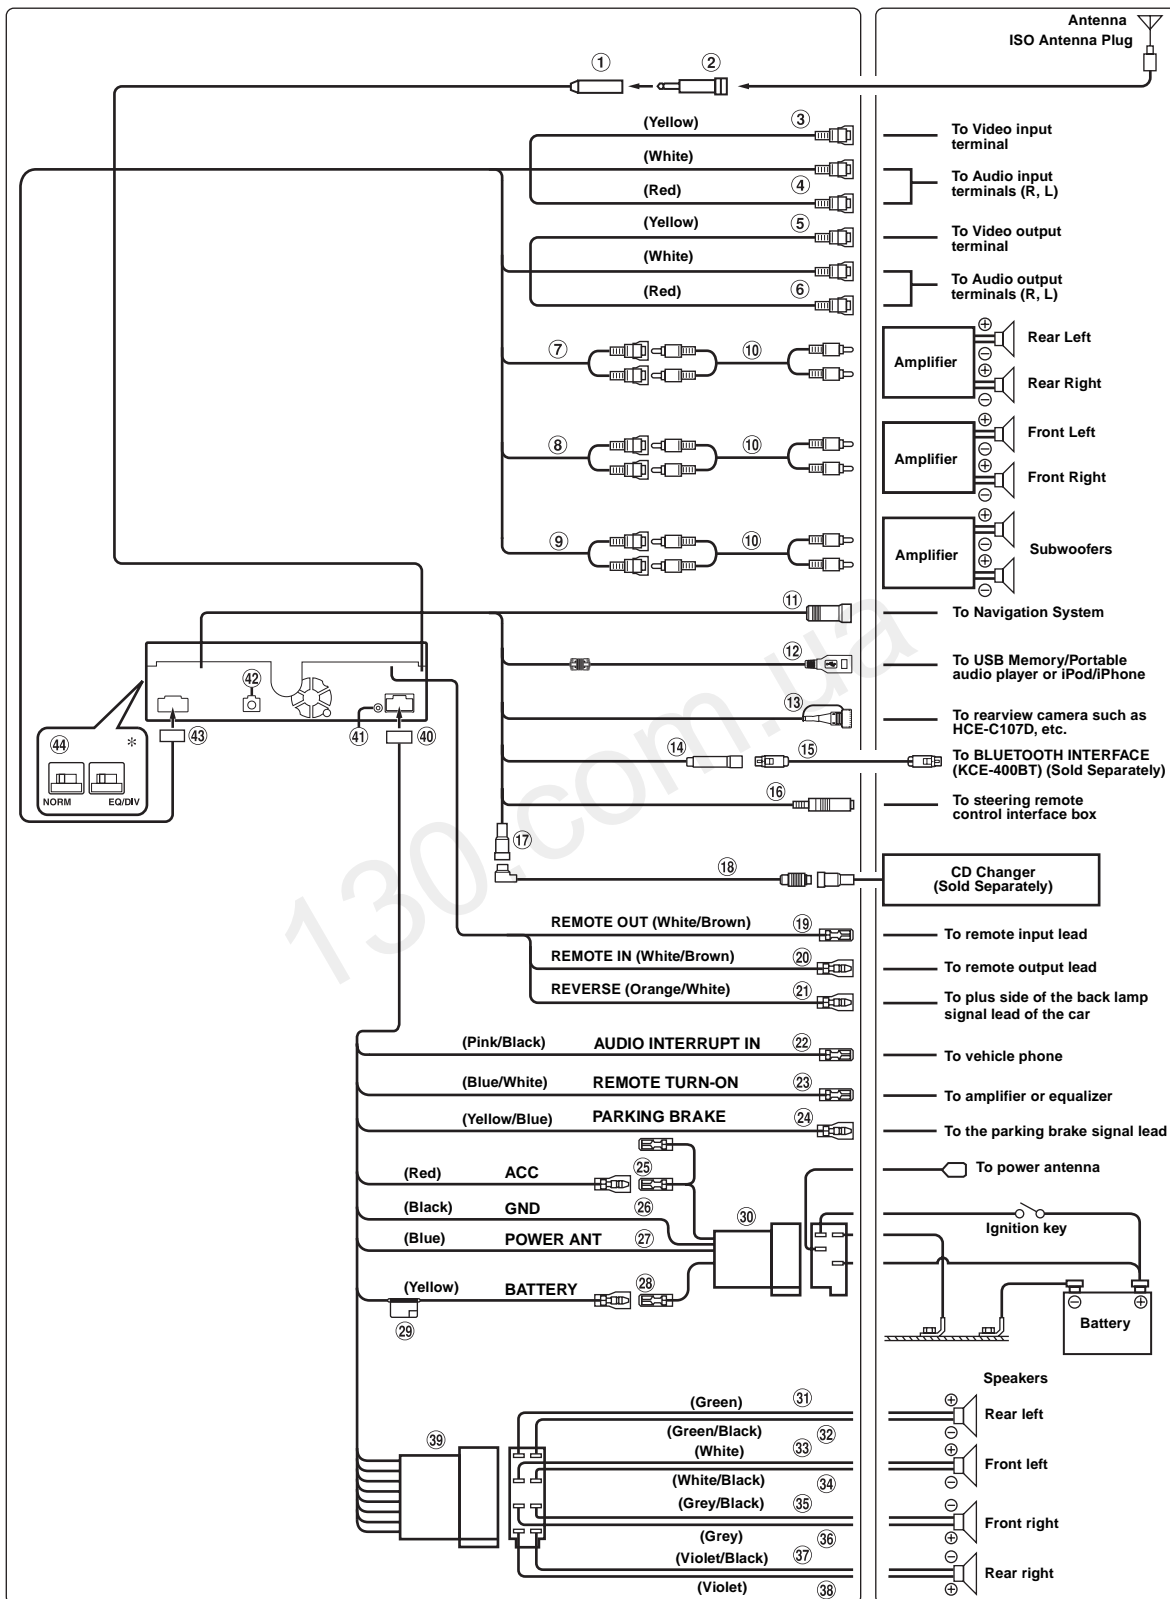 Antenna
ISO Antenna Plug
① ②
(Yellow) ③ To Video input
terminal
(White)
④ To Audio input
terminals (R, L)
(Red)
(Yellow) ⑤ To Video output
terminal
(White)
(Red) ⑥ To Audio output
terminals (R, L)
⑦ ⑩ Amplifier ⊕ ⊖ Rear Left
⊕ ⊖ Rear Right
⑧ ⑩ Amplifier ⊕ ⊖ Front Left
⊕ ⊖ Front Right
⑨ ⑩ Amplifier ⊕ ⊖ ⊕ ⊖ Subwoofers
⑪ To Navigation System
⑫ To USB Memory/Portable
audio player or iPod/iPhone
⑬ To rearview camera such as
HCE-C107D, etc.
⑭ ⑮ To BLUETOOTH INTERFACE
(KCE-400BT) (Sold Separately)
⑯ To steering remote
control interface box
㊷ ㊶ ㊵ ㊸
㊹ *
NORM EQ/DIV
⑰
⑱ CD Changer
(Sold Separately)
REMOTE OUT (White/Brown) ⑲ To remote input lead
REMOTE IN (White/Brown) ⑳ To remote output lead
REVERSE (Orange/White) ㉑ To plus side of the back lamp
signal lead of the car
(Pink/Black) AUDIO INTERRUPT IN ㉒ To vehicle phone
(Blue/White) REMOTE TURN-ON ㉓ To amplifier or equalizer
(Yellow/Blue) PARKING BRAKE ㉔ To the parking brake signal lead
To power antenna
(Red) ACC ㉕
(Black) GND ㉖ ㉚
Ignition key
(Blue) POWER ANT ㉗
(Yellow) BATTERY ㉘
㉙
⊖ ⊕
Battery
Speakers
(Green) ㉛ ⊕ Rear left
(Green/Black) ㉜ ⊖
㊴ (White) ㉝ ⊕ Front left
(White/Black) ㉞ ⊖
(Grey/Black) ㉟ ⊖ Front right
(Grey) ㊱ ⊕
(Violet/Black) ㊲ ⊖ Rear right
(Violet) ㊳ ⊕
130.com.ua